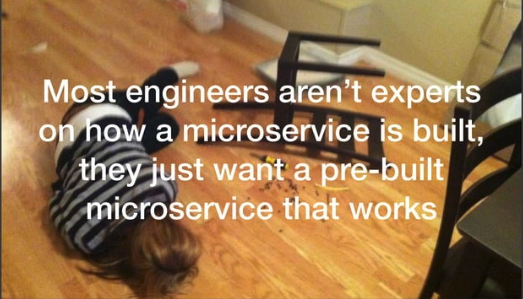 Most engineers aren’t experts
on how a microservice is built,
they just want a pre-built
microservice that works